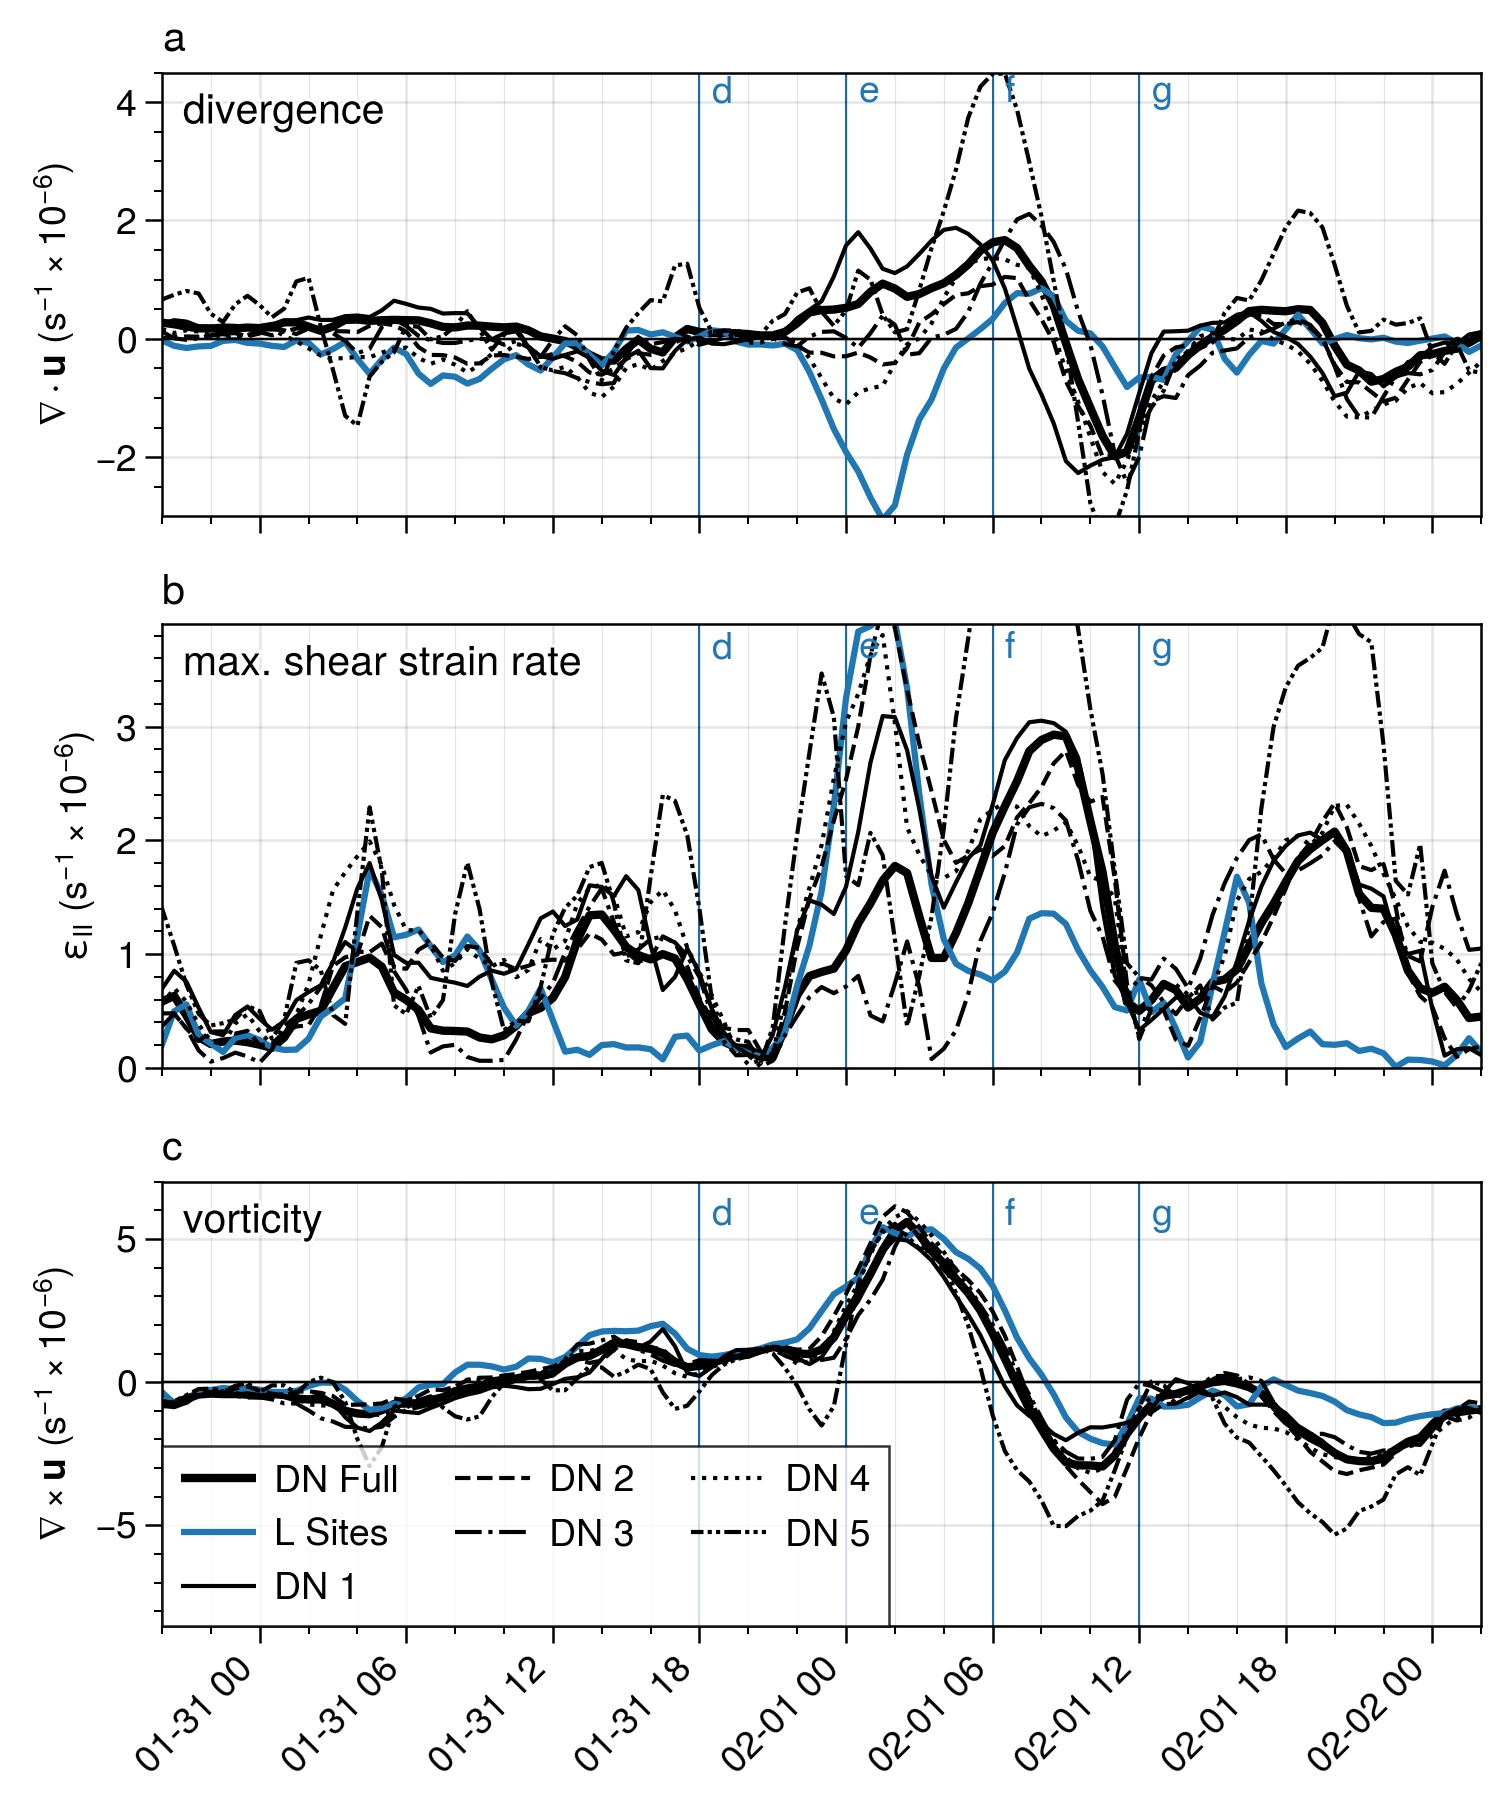 a
divergence
d e f g
4
2
0
−2
∇ · u (s⁻¹ × 10⁻⁶)
b
max. shear strain rate
d e f g
3
2
1
0
ε_II (s⁻¹ × 10⁻⁶)
c
vorticity
d e f g
5
0
−5
∇ × u (s⁻¹ × 10⁻⁶)
DN Full DN 2 DN 4
L Sites DN 3 DN 5
DN 1
01-31 00 01-31 06 01-31 12 01-31 18 02-01 00 02-01 06 02-01 12 02-01 18 02-02 00